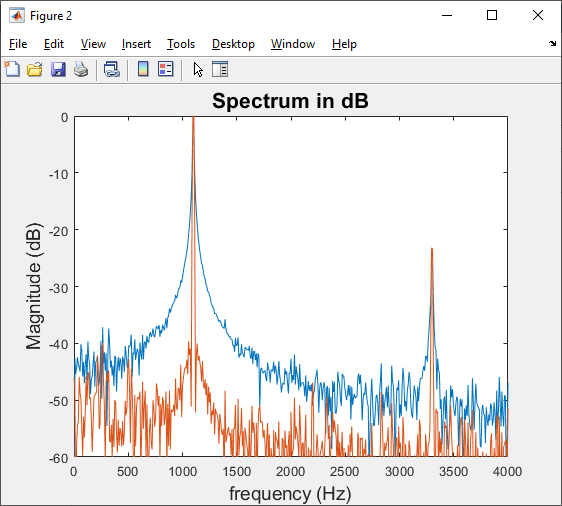 Figure 2
File Edit View Insert Tools Desktop Window Help
Spectrum in dB
0
-10
-20
-30
-40
-50
-60
Magnitude (dB)
0 500 1000 1500 2000 2500 3000 3500 4000
frequency (Hz)